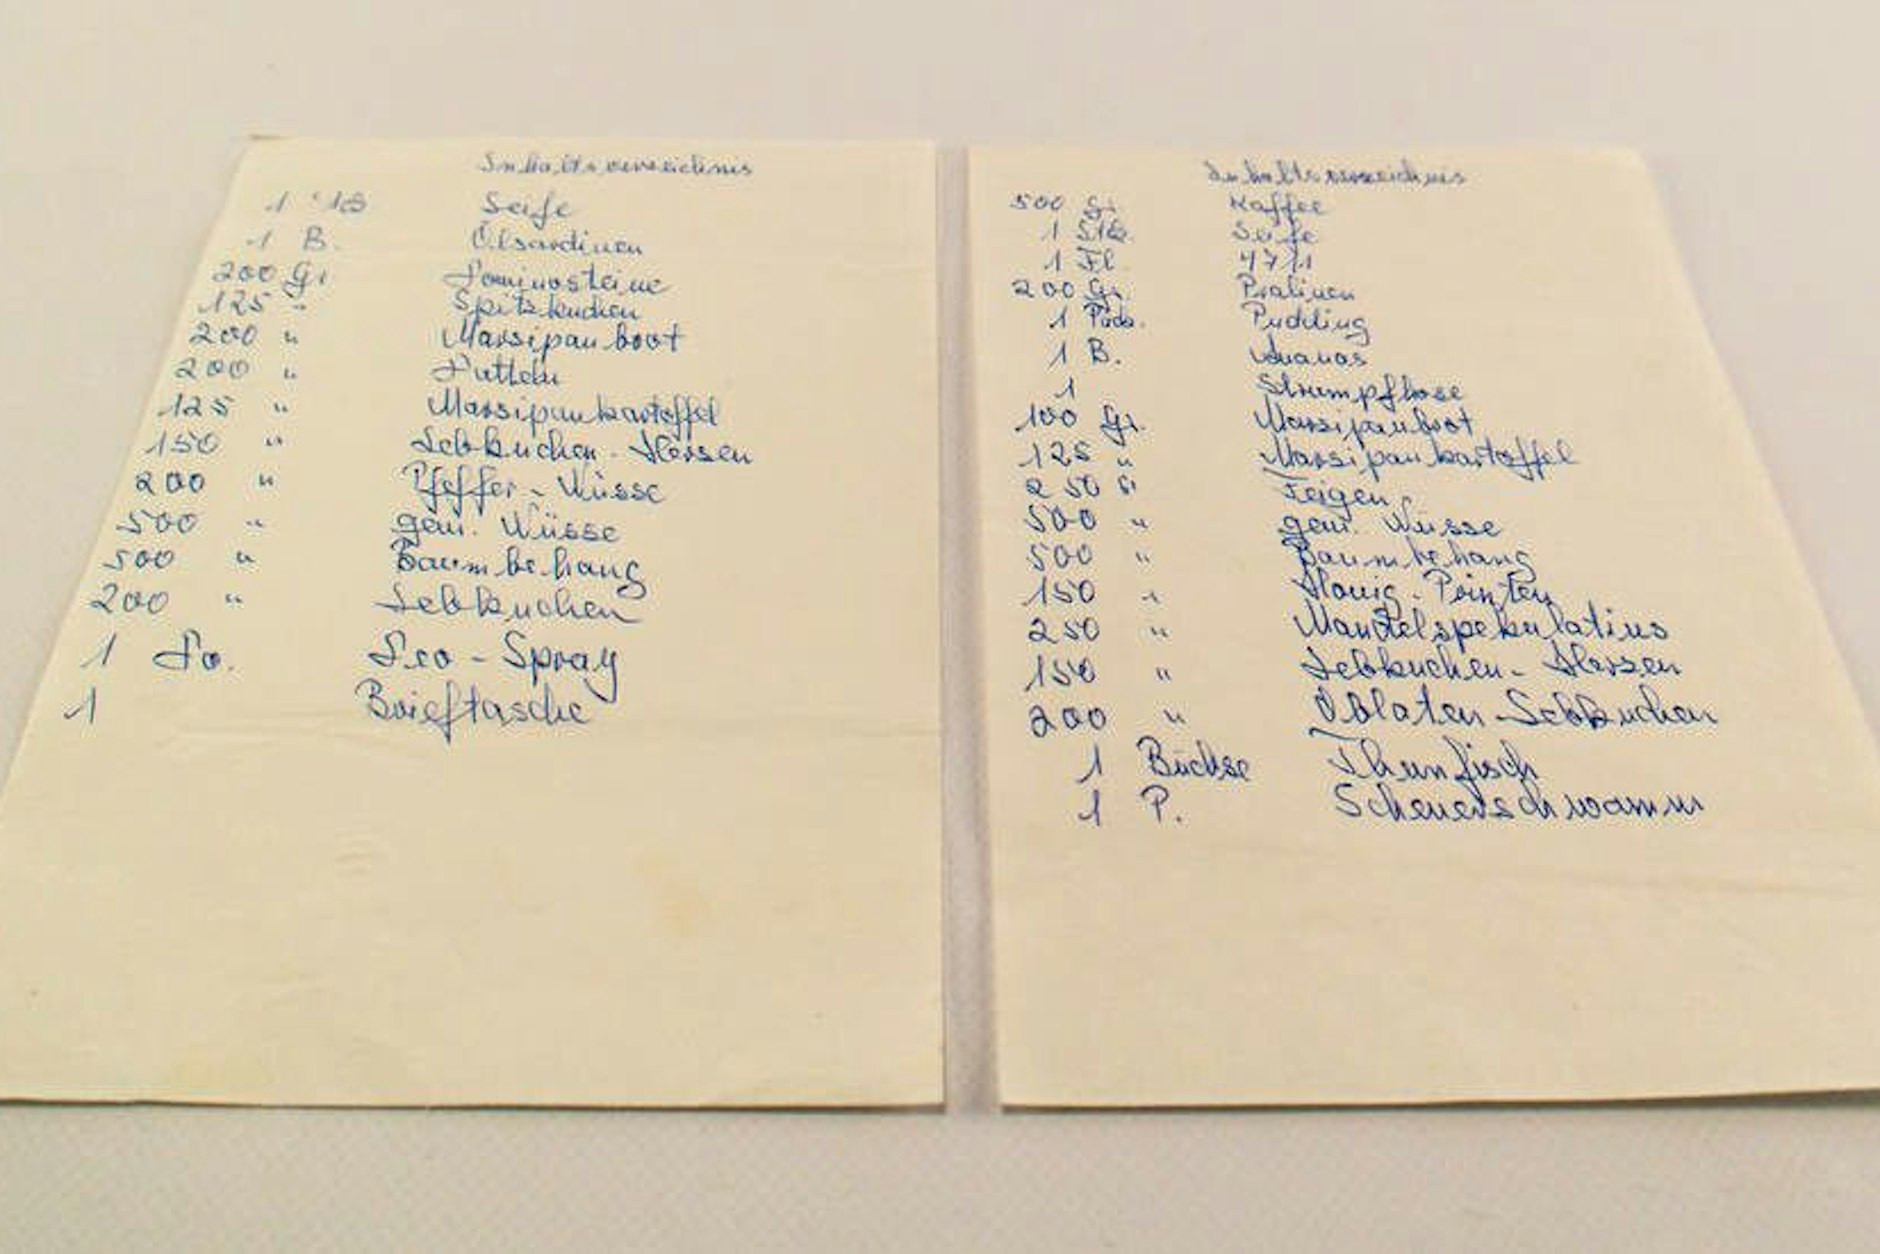 Inhaltsverzeichnis
1 Stk Seife
1 B. Ölsardinen
200 Gr Dominosteine
125 " Spitzkuchen
200 " Marzipanbrot
200 " Datteln
125 " Marzipankartoffel
150 " Lebkuchen-Herzen
200 " Pfeffer-Nüsse
500 " gem. Nüsse
500 " Baumbehang
200 " Lebkuchen
1 Do. Deo-Spray
1 Brieftasche
Inhaltsverzeichnis
500 Gr. Kaffee
1 Stk. Seife
1 Fl. 4711
200 Gr. Pralinen
1 Pack. Pudding
1 B. Ananas
1 Strumpfhose
100 Gr. Marzipanbrot
125 " Marzipankartoffel
250 Gr Feigen
500 " gem. Nüsse
500 " Baumbehang
150 " Honig-Printen
250 " Mandelspekulatius
150 " Lebkuchen-Herzen
200 " Oblaten-Lebkuchen
1 Büchse Thunfisch
1 P. Scheuerschwamm